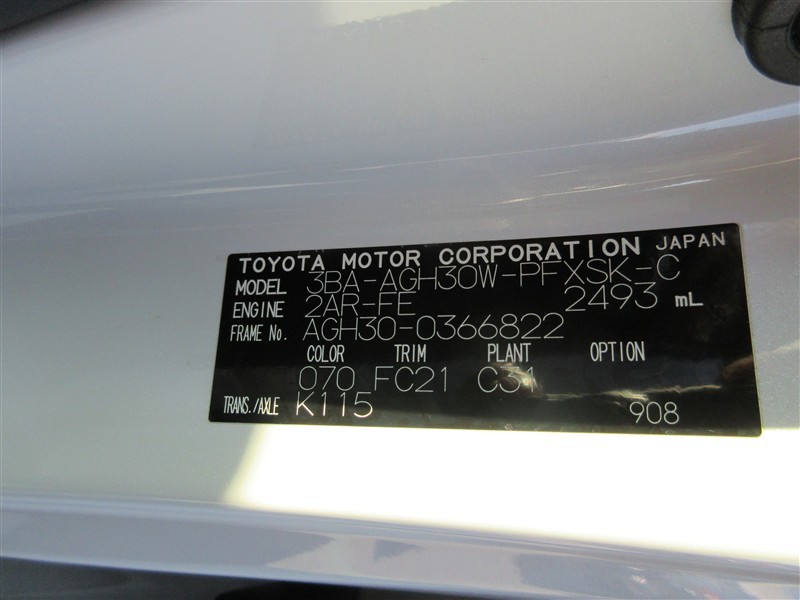 TOYOTA MOTOR CORPORATION JAPAN
MODEL 3BA-AGH30W-PFXSK-C
ENGINE 2AR-FE 2493 mL
FRAME No. AGH30-0366822
COLOR TRIM PLANT OPTION
070 FC21 C31
TRANS./AXLE K115 908